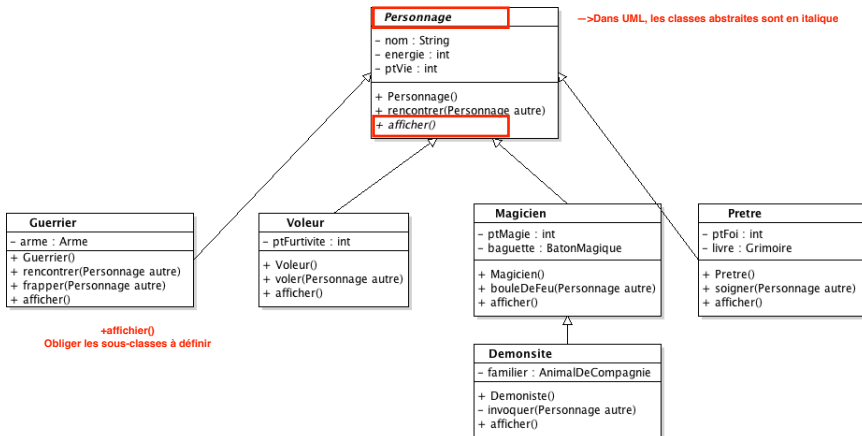 Personnage
—>Dans UML, les classes abstraites sont en italique
– nom : String
– energie : int
– ptVie : int
+ Personnage()
+ rencontrer(Personnage autre)
+ afficher()
Guerrier
– arme : Arme
+ Guerrier()
+ rencontrer(Personnage autre)
+ frapper(Personnage autre)
+ afficher()
Voleur
– ptFurtivite : int
+ Voleur()
+ voler(Personnage autre)
+ afficher()
Magicien
– ptMagie : int
– baguette : BatonMagique
+ Magicien()
+ bouleDeFeu(Personnage autre)
+ afficher()
Pretre
– ptFoi : int
– livre : Grimoire
+ Pretre()
+ soigner(Personnage autre)
+ afficher()
+affichier()
Obliger les sous-classes à définir
Demonsite
– familier : AnimalDeCompagnie
+ Demoniste()
– invoquer(Personnage autre)
+ afficher()